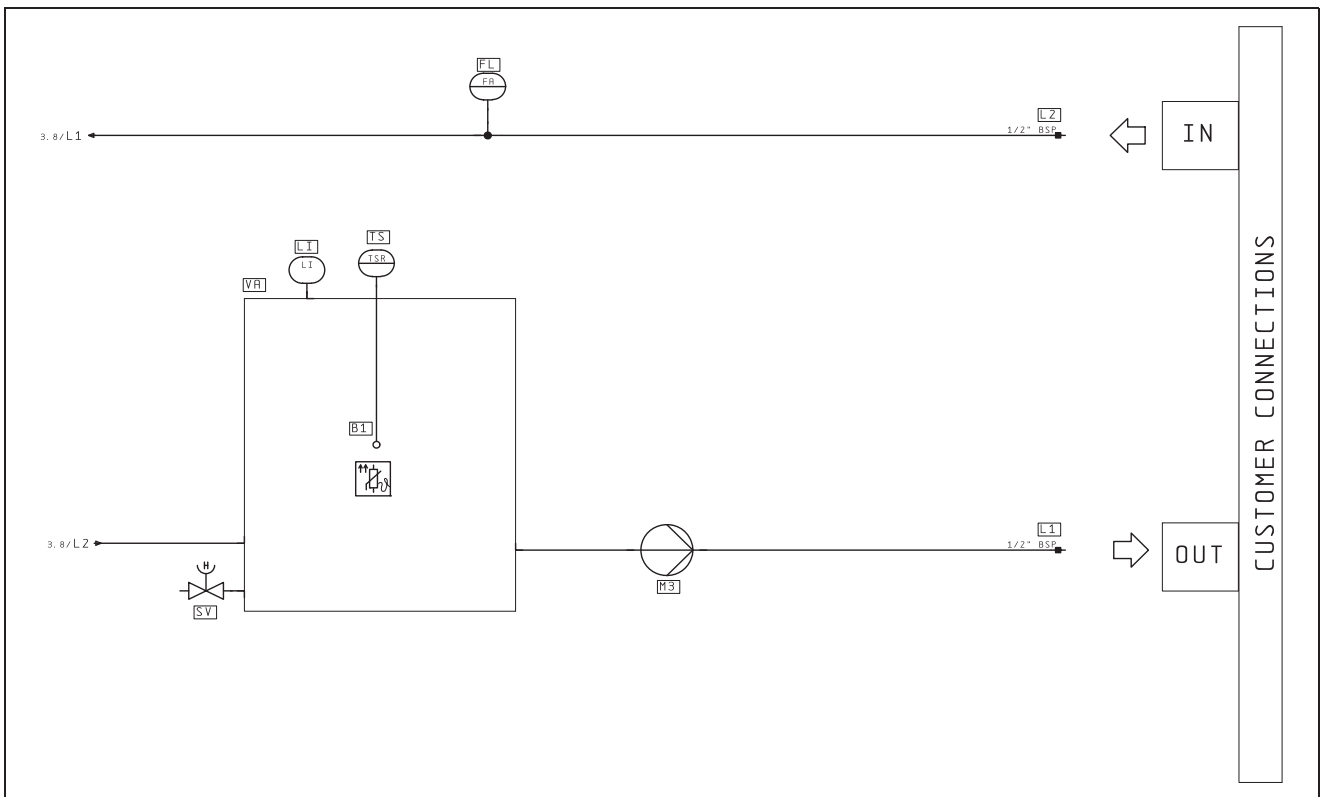 FL
FA
3.8/L1
L2
1/2" BSP
IN
LI
LI
TS
TSR
VA
B1
ϑ
3.8/L2
H
SV
M3
L1
1/2" BSP
OUT
CUSTOMER CONNECTIONS